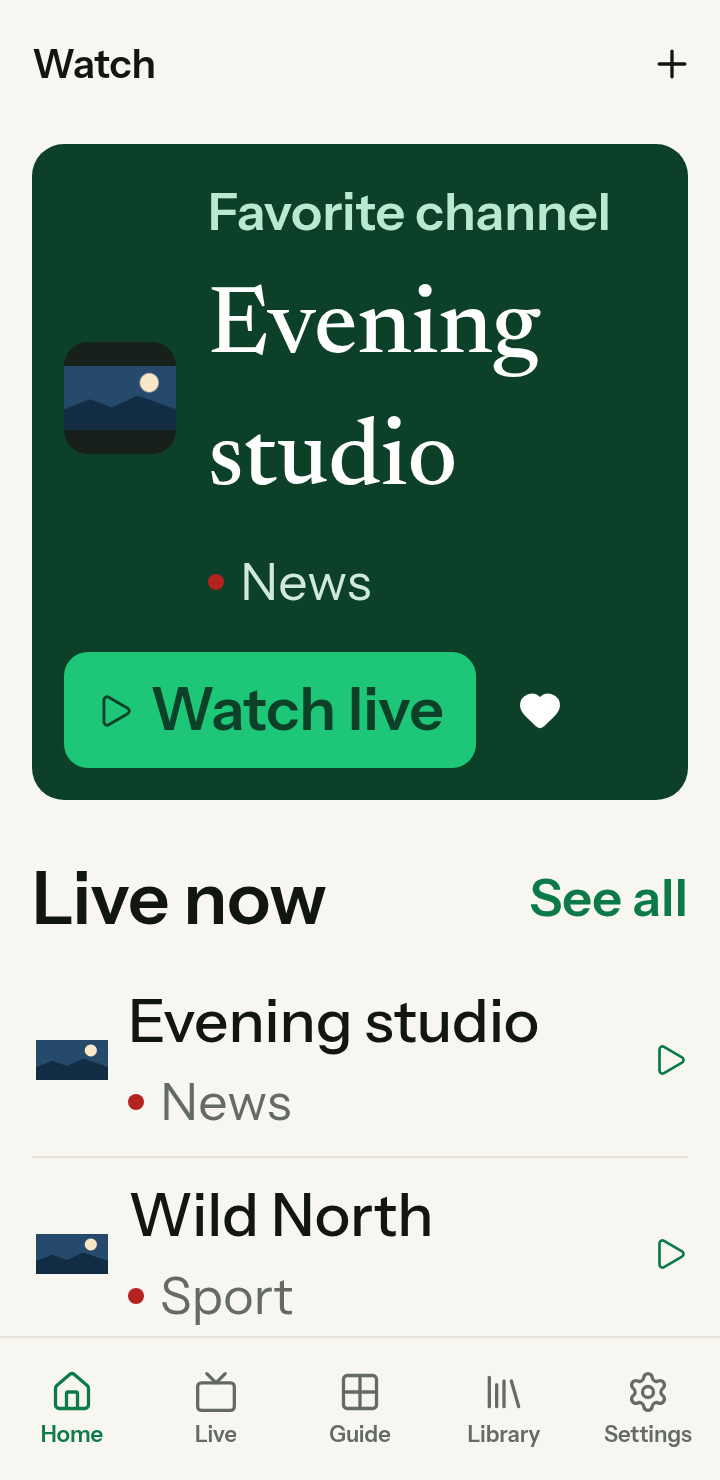 Watch
Favorite channel
Evening
studio
News
Watch live
Live now
See all
Evening studio
News
Wild North
Sport
Home
Live
Guide
Library
Settings